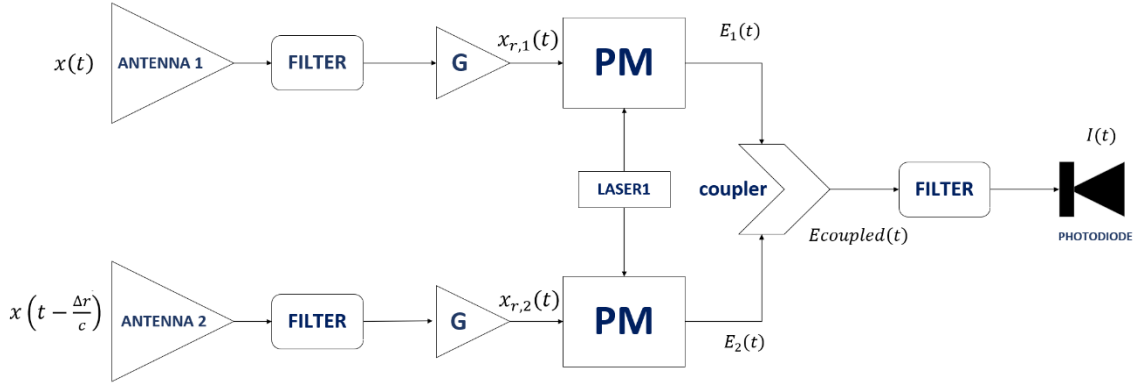 x(t)
ANTENNA 1
FILTER
G
x_{r,1}(t)
PM
E_1(t)
LASER1
coupler
Ecoupled(t)
FILTER
I(t)
PHOTODIODE
x(t - \frac{Δr}{c})
ANTENNA 2
FILTER
G
x_{r,2}(t)
PM
E_2(t)